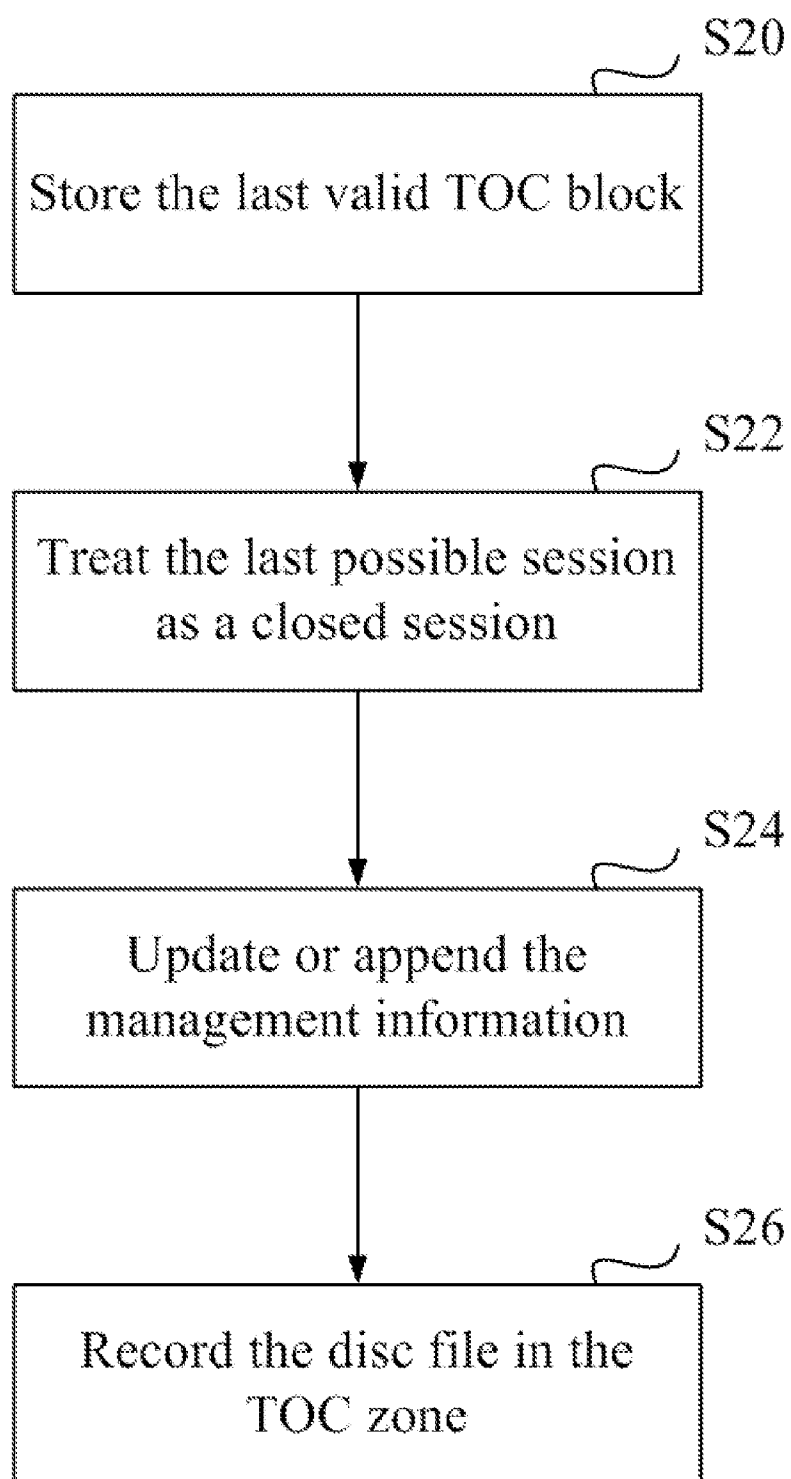 S20
Store the last valid TOC block
S22
Treat the last possible session
as a closed session
S24
Update or append the
management information
S26
Record the disc file in the
TOC zone